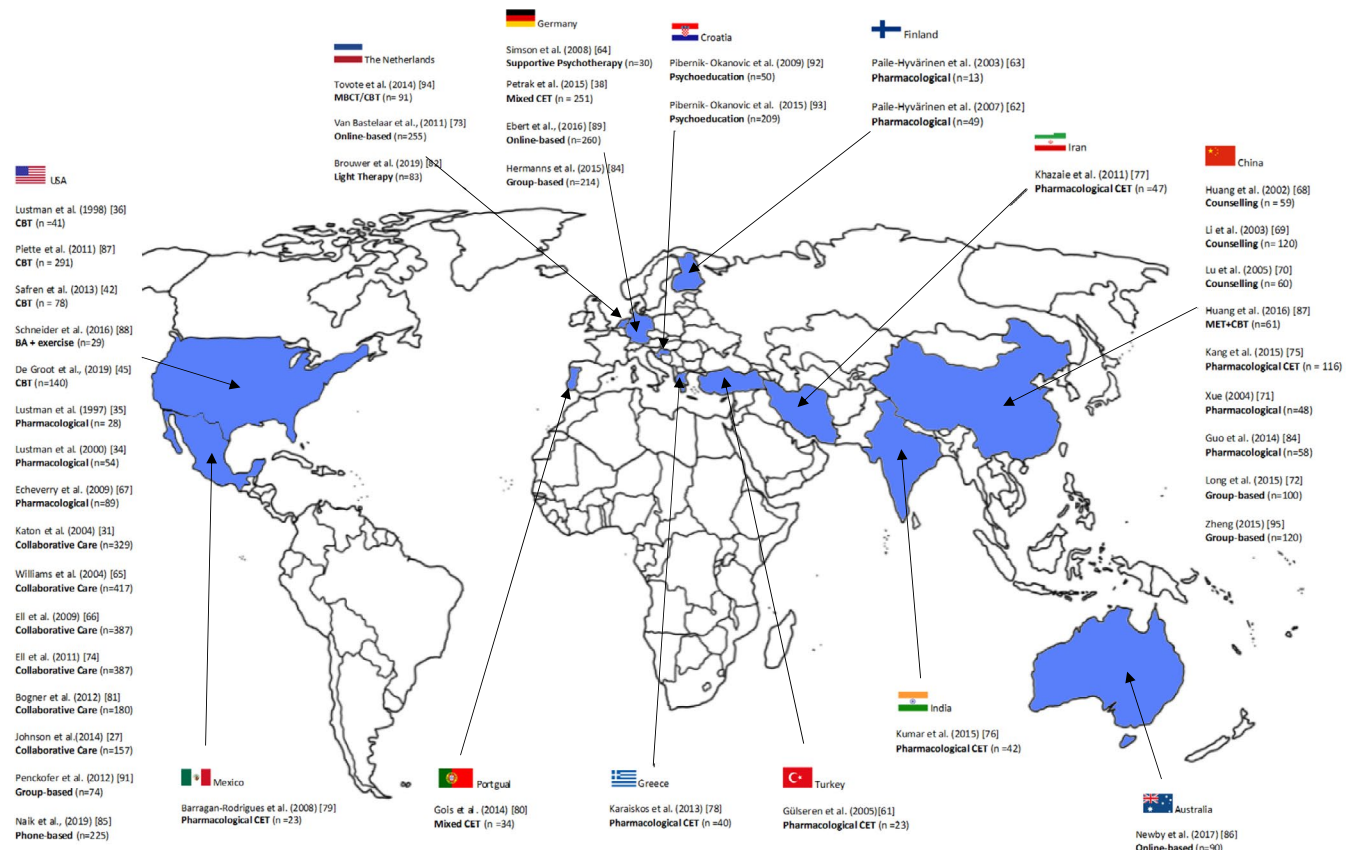 Germany
Simson et al. (2008) [64]
Supportive Psychotherapy (n=30)
Petrak et al. (2015) [38]
Mixed CET (n = 251)
Ebert et al., (2016) [89]
Online-based (n=260)
Hermanns et al. (2015) [84]
Group-based (n=214)
Croatia
Pibernik- Okanovic et al. (2009) [92]
Psychoeducation (n=50)
Pibernik- Okanovic et al. (2015) [93]
Psychoeducation (n=209)
Finland
Paile-Hyvärinen et al. (2003) [63]
Pharmacological (n=13)
Paile-Hyvärinen et al. (2007) [62]
Pharmacological (n=49)
The Netherlands
Tovote et al. (2014) [94]
MBCT/CBT (n= 91)
Van Bastelaar et al., (2011) [73]
Online-based (n=255)
Brouwer et al. (2019) [82]
Light Therapy (n=83)
Iran
Khazaie et al. (2011) [77]
Pharmacological CET (n =47)
China
Huang et al. (2002) [68]
Counselling (n = 59)
Li et al. (2003) [69]
Counselling (n= 120)
Lu et al. (2005) [70]
Counselling (n= 60)
Huang et al. (2016) [87]
MET+CBT (n=61)
Kang et al. (2015) [75]
Pharmacological CET (n = 116)
Xue (2004) [71]
Pharmacological (n=48)
Guo et al. (2014) [84]
Pharmacological (n=58)
Long et al. (2015) [72]
Group-based (n=100)
Zheng (2015) [95]
Group-based (n=120)
USA
Lustman et al. (1998) [36]
CBT (n =41)
Piette et al. (2011) [87]
CBT (n = 291)
Safren et al. (2013) [42]
CBT (n = 78)
Schneider et al. (2016) [88]
BA + exercise (n=29)
De Groot et al., (2019) [45]
CBT (n=140)
Lustman et al. (1997) [35]
Pharmacological (n= 28)
Lustman et al. (2000) [34]
Pharmacological (n=54)
Echeverry et al. (2009) [67]
Pharmacological (n=89)
Katon et al. (2004) [31]
Collaborative Care (n=329)
Williams et al. (2004) [65]
Collaborative Care (n=417)
Ell et al. (2009) [66]
Collaborative Care (n=387)
Ell et al. (2011) [74]
Collaborative Care (n=387)
Bogner et al. (2012) [81]
Collaborative Care (n=180)
Johnson et al.(2014) [27]
Collaborative Care (n=157)
Penckofer et al. (2012) [91]
Group-based (n=74)
Naik et al., (2019) [85]
Phone-based (n=225)
Mexico
Barragan-Rodrigues et al. (2008) [79]
Pharmacological CET (n=23)
Portgual
Gois et al. (2014) [80]
Mixed CET (n =34)
Greece
Karaiskos et al. (2013) [78]
Pharmacological CET (n =40)
Turkey
Gülseren et al. (2005)[61]
Pharmacological CET (n =23)
India
Kumar et al. (2015) [76]
Pharmacological CET (n =42)
Australia
Newby et al. (2017) [86]
Online-based (n=90)